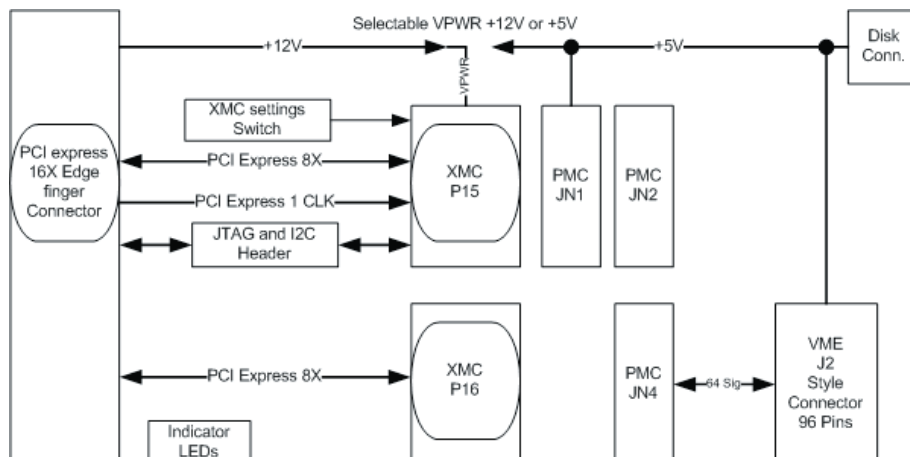 Selectable VPWR +12V or +5V
+12V
+5V
Disk
Conn.
VPWR
XMC settings
Switch
PCI express
16X Edge
finger
Connector
PCI Express 8X
XMC
P15
PMC
JN1
PMC
JN2
PCI Express 1 CLK
JTAG and I2C
Header
PCI Express 8X
XMC
P16
PMC
JN4
64 Sig
VME
J2
Style
Connector
96 Pins
Indicator
LEDs